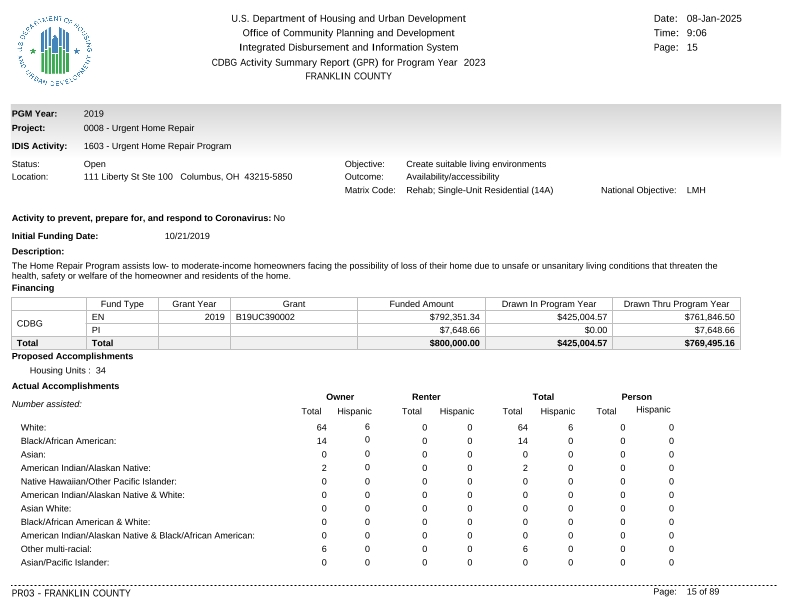 U.S. DEPARTMENT OF HOUSING AND URBAN DEVELOPMENT
U.S. Department of Housing and Urban Development
Office of Community Planning and Development
Integrated Disbursement and Information System
CDBG Activity Summary Report (GPR) for Program Year 2023
FRANKLIN COUNTY
Date: 08-Jan-2025
Time: 9:06
Page: 15
PGM Year: 2019
Project: 0008 - Urgent Home Repair
IDIS Activity: 1603 - Urgent Home Repair Program
Status: Open Objective: Create suitable living environments
Location: 111 Liberty St Ste 100 Columbus, OH 43215-5850 Outcome: Availability/accessibility
Matrix Code: Rehab; Single-Unit Residential (14A) National Objective: LMH
Activity to prevent, prepare for, and respond to Coronavirus: No
Initial Funding Date: 10/21/2019
Description:
The Home Repair Program assists low- to moderate-income homeowners facing the possibility of loss of their home due to unsafe or unsanitary living conditions that threaten the
health, safety or welfare of the homeowner and residents of the home.
Financing
Fund Type Grant Year Grant Funded Amount Drawn In Program Year Drawn Thru Program Year
CDBG EN 2019 B19UC390002 $792,351.34 $425,004.57 $761,846.50
PI $7,648.66 $0.00 $7,648.66
Total Total $800,000.00 $425,004.57 $769,495.16
Proposed Accomplishments
Housing Units : 34
Actual Accomplishments
Number assisted: Owner Renter Total Person
Total Hispanic Total Hispanic Total Hispanic Total Hispanic
White: 64 6 0 0 64 6 0 0
Black/African American: 14 0 0 0 14 0 0 0
Asian: 0 0 0 0 0 0 0 0
American Indian/Alaskan Native: 2 0 0 0 2 0 0 0
Native Hawaiian/Other Pacific Islander: 0 0 0 0 0 0 0 0
American Indian/Alaskan Native & White: 0 0 0 0 0 0 0 0
Asian White: 0 0 0 0 0 0 0 0
Black/African American & White: 0 0 0 0 0 0 0 0
American Indian/Alaskan Native & Black/African American: 0 0 0 0 0 0 0 0
Other multi-racial: 6 0 0 0 6 0 0 0
Asian/Pacific Islander: 0 0 0 0 0 0 0 0
PR03 - FRANKLIN COUNTY Page: 15 of 89